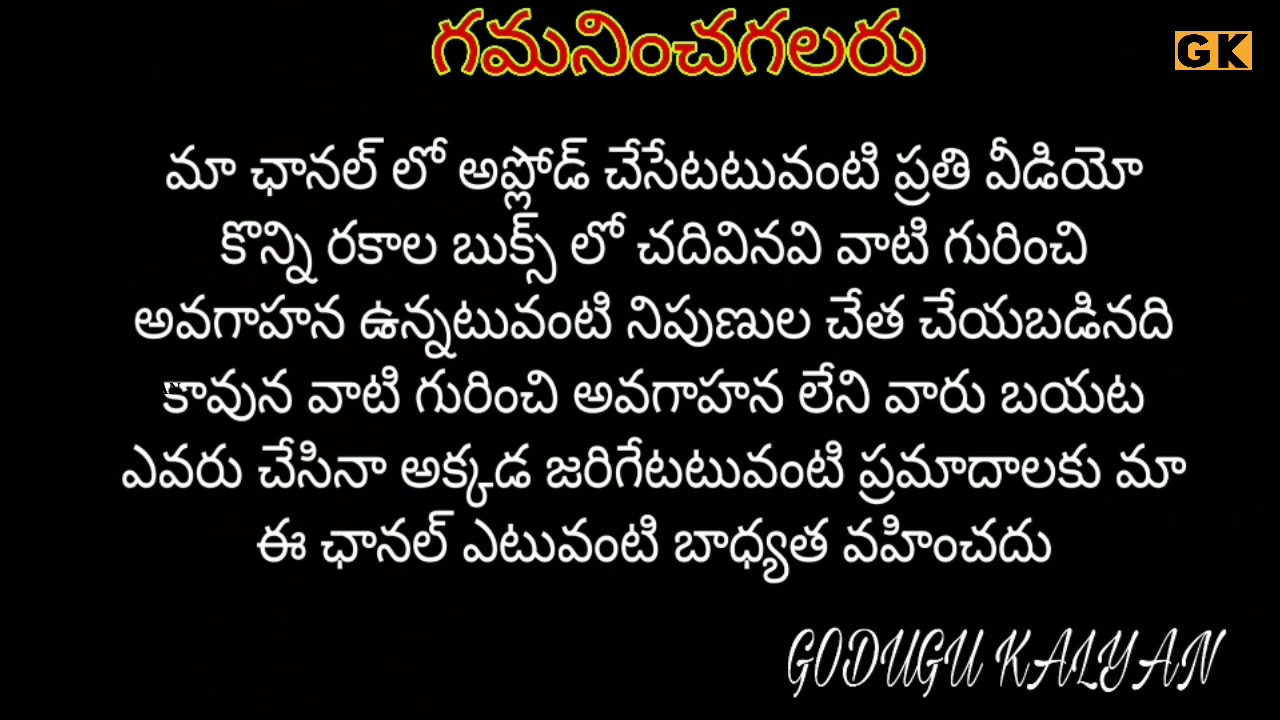 గమనించగలరు
GK
మా ఛానల్ లో అప్లోడ్ చేసేటటువంటి ప్రతి వీడియో
కొన్ని రకాల బుక్స్ లో చదివినవి వాటి గురించి
అవగాహన ఉన్నటువంటి నిపుణుల చేత చేయబడినది
కావున వాటి గురించి అవగాహన లేని వారు బయట
ఎవరు చేసినా అక్కడ జరిగేటటువంటి ప్రమాదాలకు మా
ఈ ఛానల్ ఎటువంటి బాధ్యత వహించదు
GODUGU KALYAN